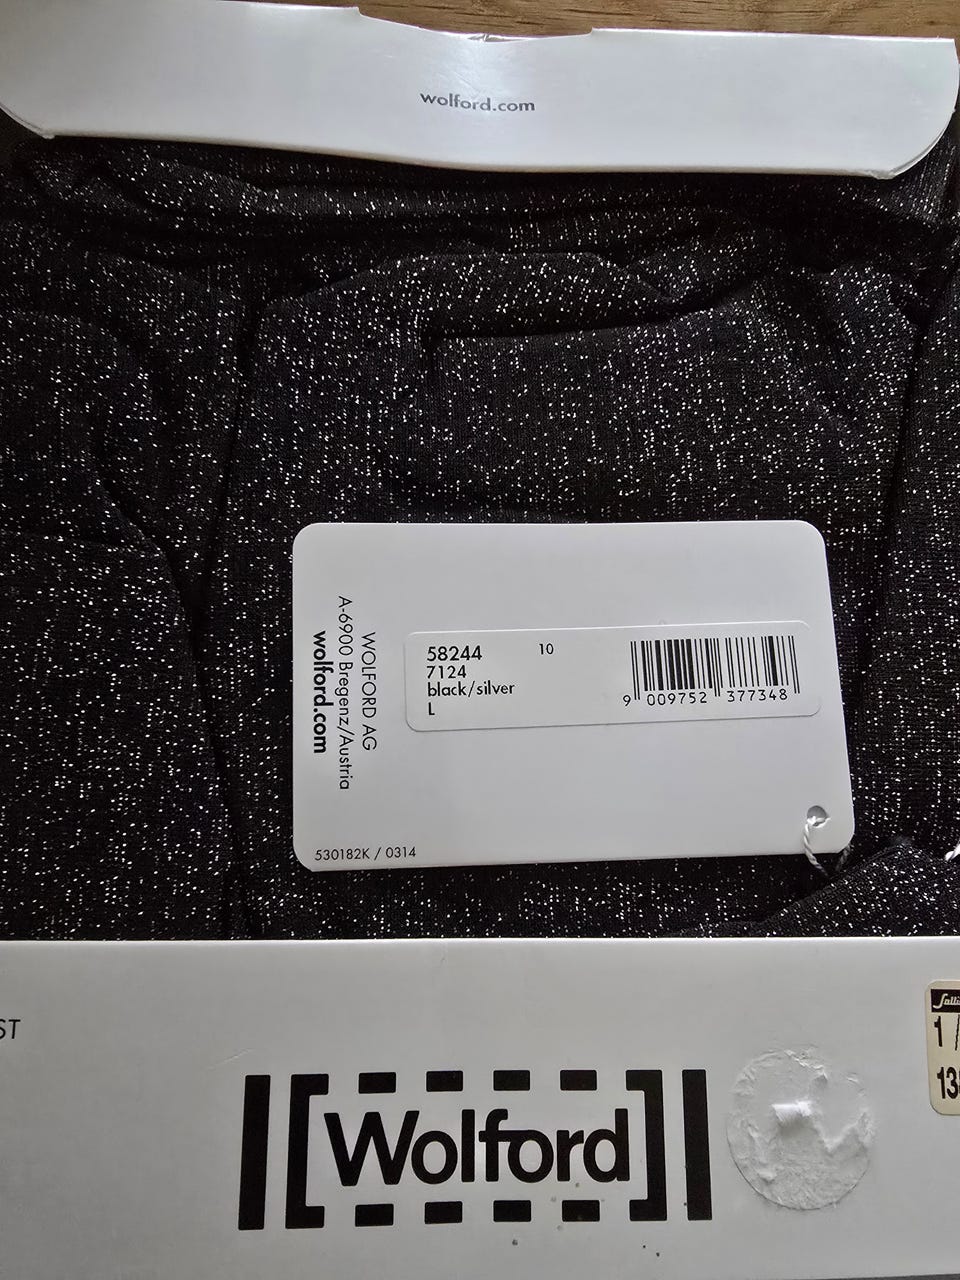 wolford.com
WOLFORD AG
A-6900 Bregenz/Austria
wolford.com
58244 10
7124
black/silver
L
9 009752 377348
530182K / 0314
ST
Wolford
1 /
13